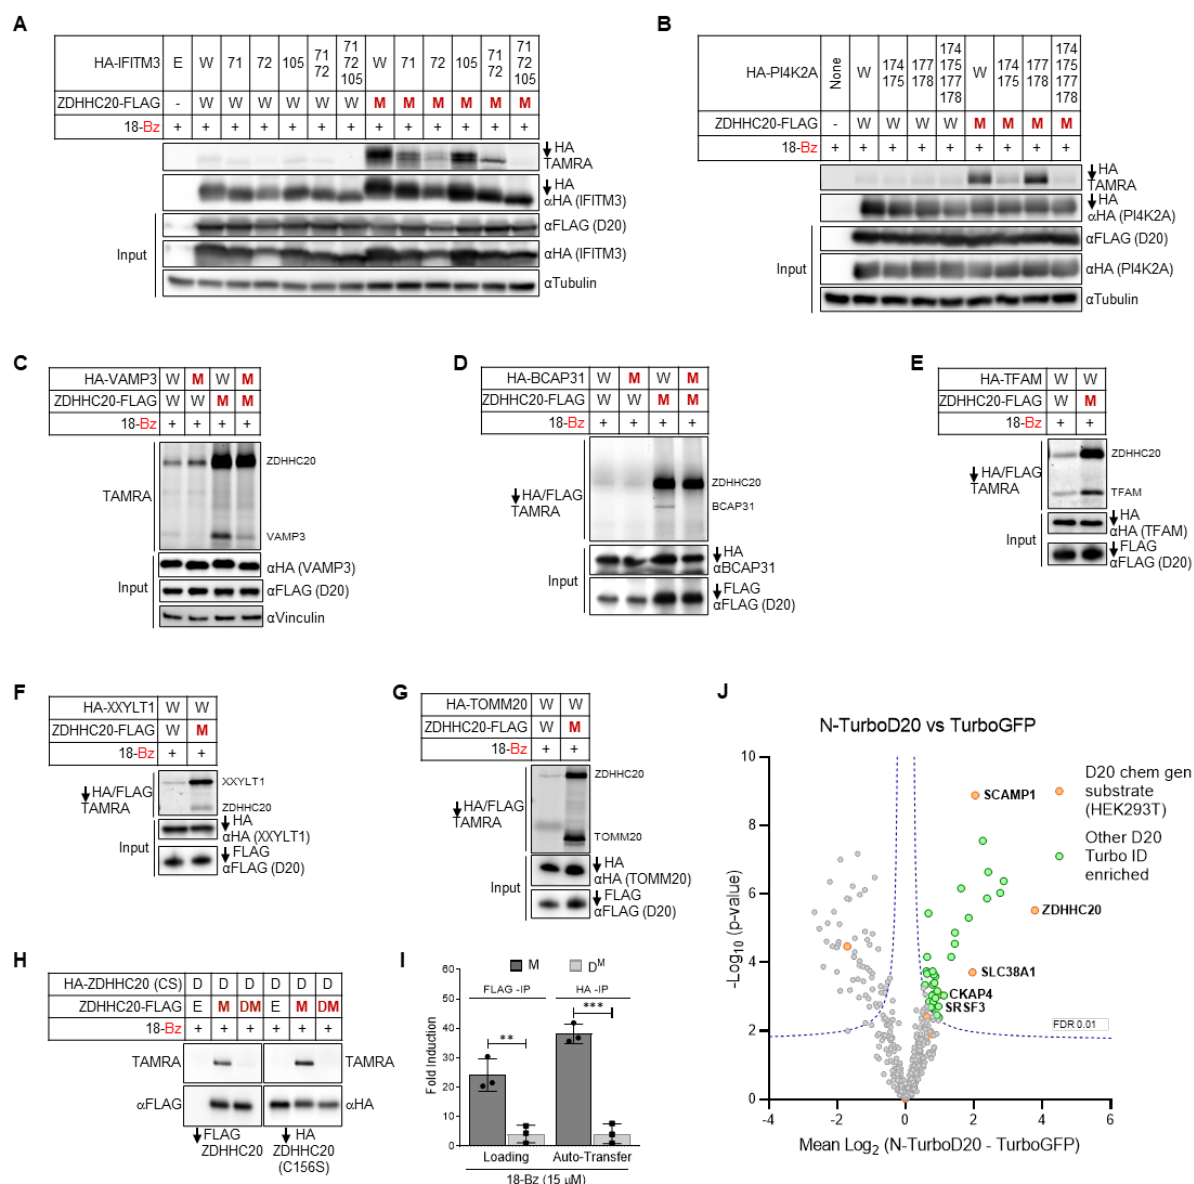 A
HA-IFITM3 E W 71 72 105 71 72 71 72 105 W 71 72 105 71 72 71 72 105
ZDHHC20-FLAG - W W W W W W M M M M M M
18-Bz + + + + + + + + + + + + +
HA
TAMRA
HA
αHA (IFITM3)
αFLAG (D20)
Input
αHA (IFITM3)
αTubulin
B
HA-PI4K2A None W 174 175 177 178 174 175 177 178 W 174 175 177 178 174 175 177 178
ZDHHC20-FLAG - W W W W M M M M
18-Bz + + + + + + + + +
HA
TAMRA
HA
αHA (PI4K2A)
αFLAG (D20)
Input
αHA (PI4K2A)
αTubulin
C
HA-VAMP3 W M W M
ZDHHC20-FLAG W W M M
18-Bz + + + +
ZDHHC20
TAMRA
VAMP3
αHA (VAMP3)
Input
αFLAG (D20)
αVinculin
D
HA-BCAP31 W M W M
ZDHHC20-FLAG W W M M
18-Bz + + + +
ZDHHC20
HA/FLAG
TAMRA
BCAP31
HA
αBCAP31
Input
FLAG
αFLAG (D20)
E
HA-TFAM W W
ZDHHC20-FLAG W M
18-Bz + +
ZDHHC20
HA/FLAG
TAMRA
TFAM
HA
αHA (TFAM)
Input
FLAG
αFLAG (D20)
F
HA-XXYLT1 W W
ZDHHC20-FLAG W M
18-Bz + +
XXYLT1
HA/FLAG
TAMRA
ZDHHC20
HA
αHA (XXYLT1)
Input
FLAG
αFLAG (D20)
G
HA-TOMM20 W W
ZDHHC20-FLAG W M
18-Bz + +
ZDHHC20
HA/FLAG
TAMRA
TOMM20
HA
αHA (TOMM20)
Input
FLAG
αFLAG (D20)
H
HA-ZDHHC20 (CS) D D D D D D
ZDHHC20-FLAG E M DM E M DM
18-Bz + + + + + +
TAMRA TAMRA
αFLAG αHA
FLAG
ZDHHC20
HA
ZDHHC20
(C156S)
I
M Dᴹ
FLAG -IP HA -IP
** ***
Fold Induction
60
50
40
30
20
10
0
Loading Auto-Transfer
18-Bz (15 μM)
J
N-TurboD20 vs TurboGFP
D20 chem gen
substrate
(HEK293T)
Other D20
Turbo ID
enriched
SCAMP1
ZDHHC20
SLC38A1
CKAP4
SRSF3
FDR 0.01
-Log₁₀ (p-value)
10
8
6
4
2
0
-4 -2 0 2 4 6
Mean Log₂ (N-TurboD20 - TurboGFP)